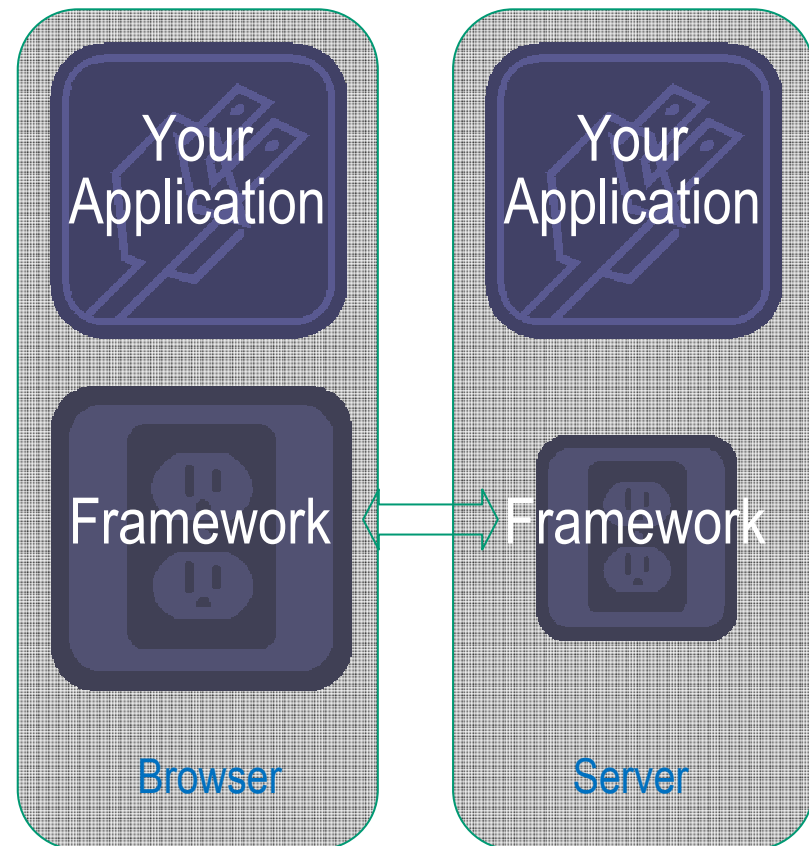 Your
Application
Framework
Browser
Your
Application
Framework
Server